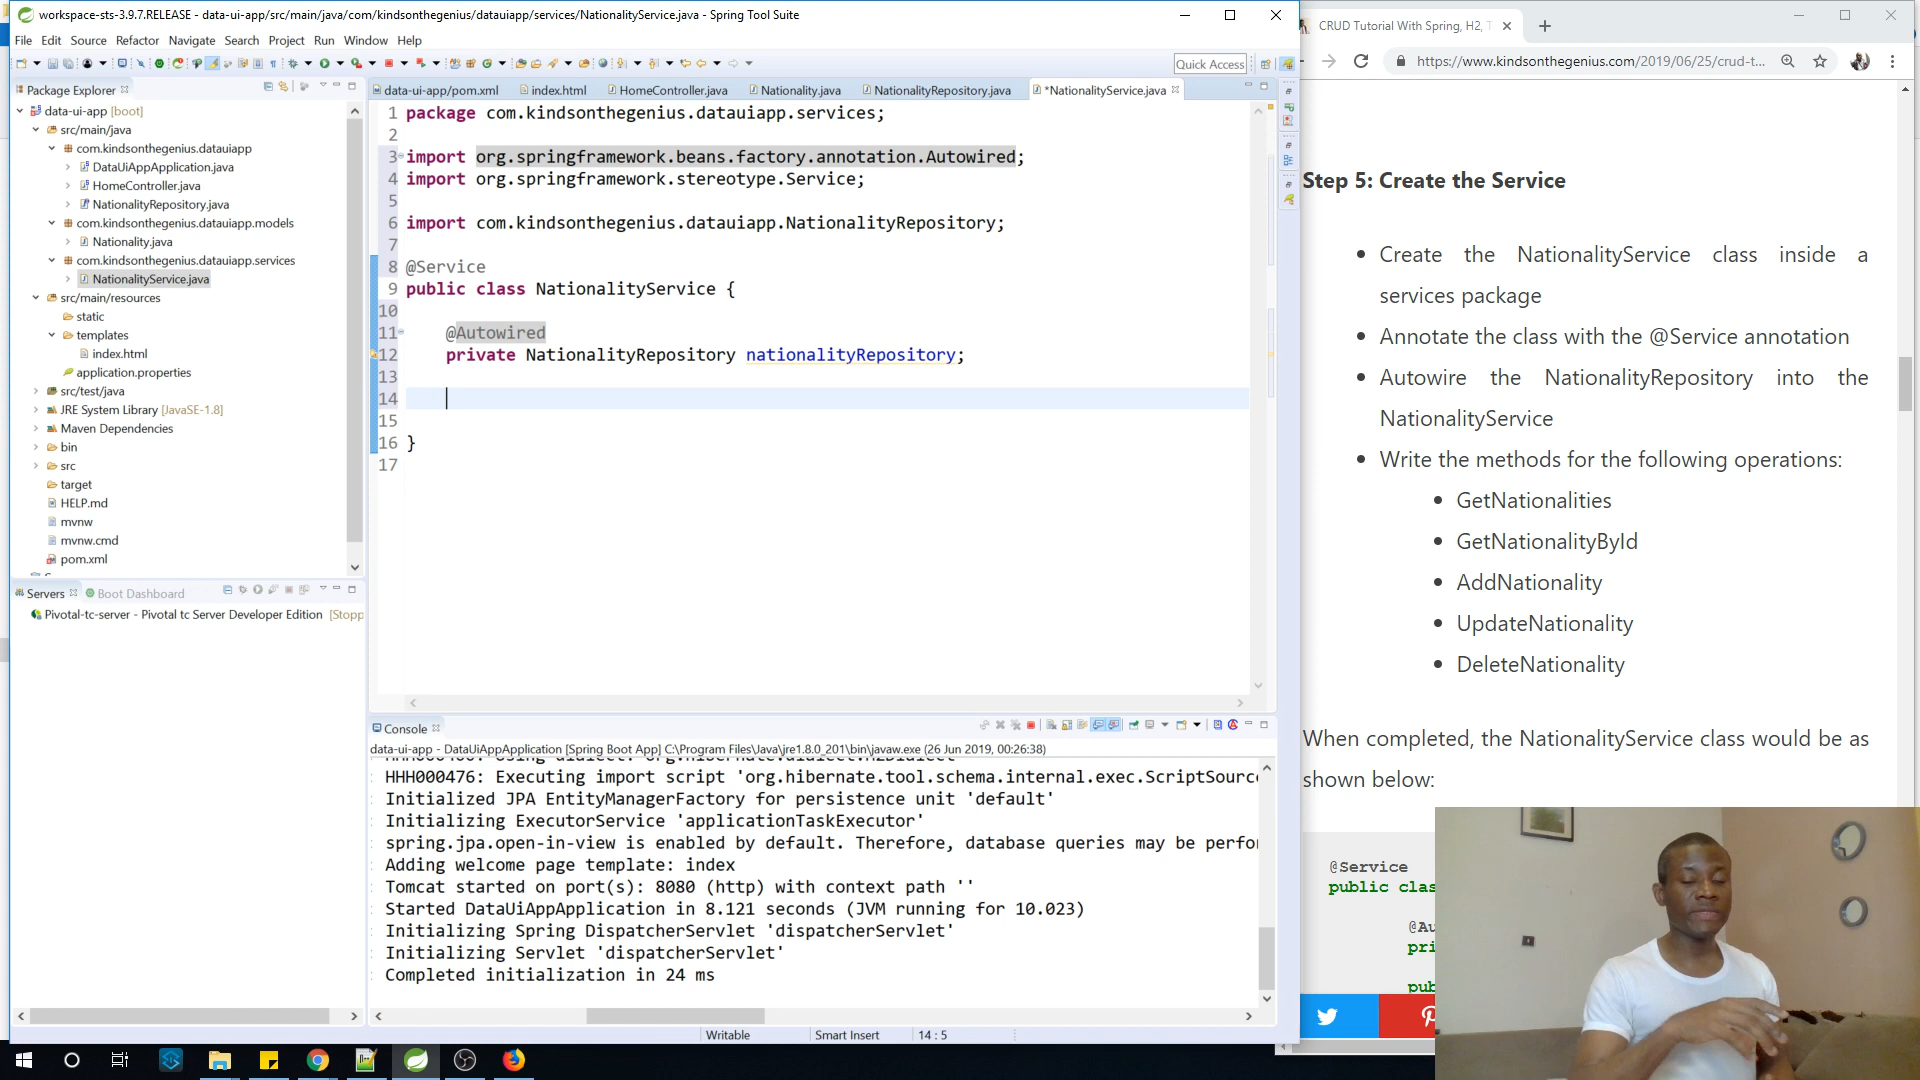 workspace-sts-3.9.7.RELEASE - data-ui-app/src/main/java/com/kindsonthegenius/datauiapp/services/NationalityService.java - Spring Tool Suite
File Edit Source Refactor Navigate Search Project Run Window Help
Quick Access
Package Explorer
data-ui-app [boot]
src/main/java
com.kindsonthegenius.datauiapp
DataUiAppApplication.java
HomeController.java
NationalityRepository.java
com.kindsonthegenius.datauiapp.models
Nationality.java
com.kindsonthegenius.datauiapp.services
NationalityService.java
src/main/resources
static
templates
index.html
application.properties
src/test/java
JRE System Library [JavaSE-1.8]
Maven Dependencies
bin
src
target
HELP.md
mvnw
mvnw.cmd
pom.xml
Servers Boot Dashboard
Pivotal-tc-server - Pivotal tc Server Developer Edition [Stopp
data-ui-app/pom.xml index.html HomeController.java Nationality.java NationalityRepository.java *NationalityService.java
1 package com.kindsonthegenius.datauiapp.services;
2
3 import org.springframework.beans.factory.annotation.Autowired;
4 import org.springframework.stereotype.Service;
5
6 import com.kindsonthegenius.datauiapp.NationalityRepository;
7
8 @Service
9 public class NationalityService {
10
11 @Autowired
12 private NationalityRepository nationalityRepository;
13
14
15
16 }
17
Console
data-ui-app - DataUiAppApplication [Spring Boot App] C:\Program Files\Java\jre1.8.0_201\bin\javaw.exe (26 Jun 2019, 00:26:38)
: HHH000476: Executing import script 'org.hibernate.tool.schema.internal.exec.ScriptSource
: Initialized JPA EntityManagerFactory for persistence unit 'default'
: Initializing ExecutorService 'applicationTaskExecutor'
: spring.jpa.open-in-view is enabled by default. Therefore, database queries may be perfor
: Adding welcome page template: index
: Tomcat started on port(s): 8080 (http) with context path ''
: Started DataUiAppApplication in 8.121 seconds (JVM running for 10.023)
: Initializing Spring DispatcherServlet 'dispatcherServlet'
: Initializing Servlet 'dispatcherServlet'
: Completed initialization in 24 ms
Writable Smart Insert 14 : 5
CRUD Tutorial With Spring, H2, T
https://www.kindsonthegenius.com/2019/06/25/crud-t...
Step 5: Create the Service
Create the NationalityService class inside a
services package
Annotate the class with the @Service annotation
Autowire the NationalityRepository into the
NationalityService
Write the methods for the following operations:
GetNationalities
GetNationalityById
AddNationality
UpdateNationality
DeleteNationality
When completed, the NationalityService class would be as
shown below:
@Service
public clas
@Au
pri
pub